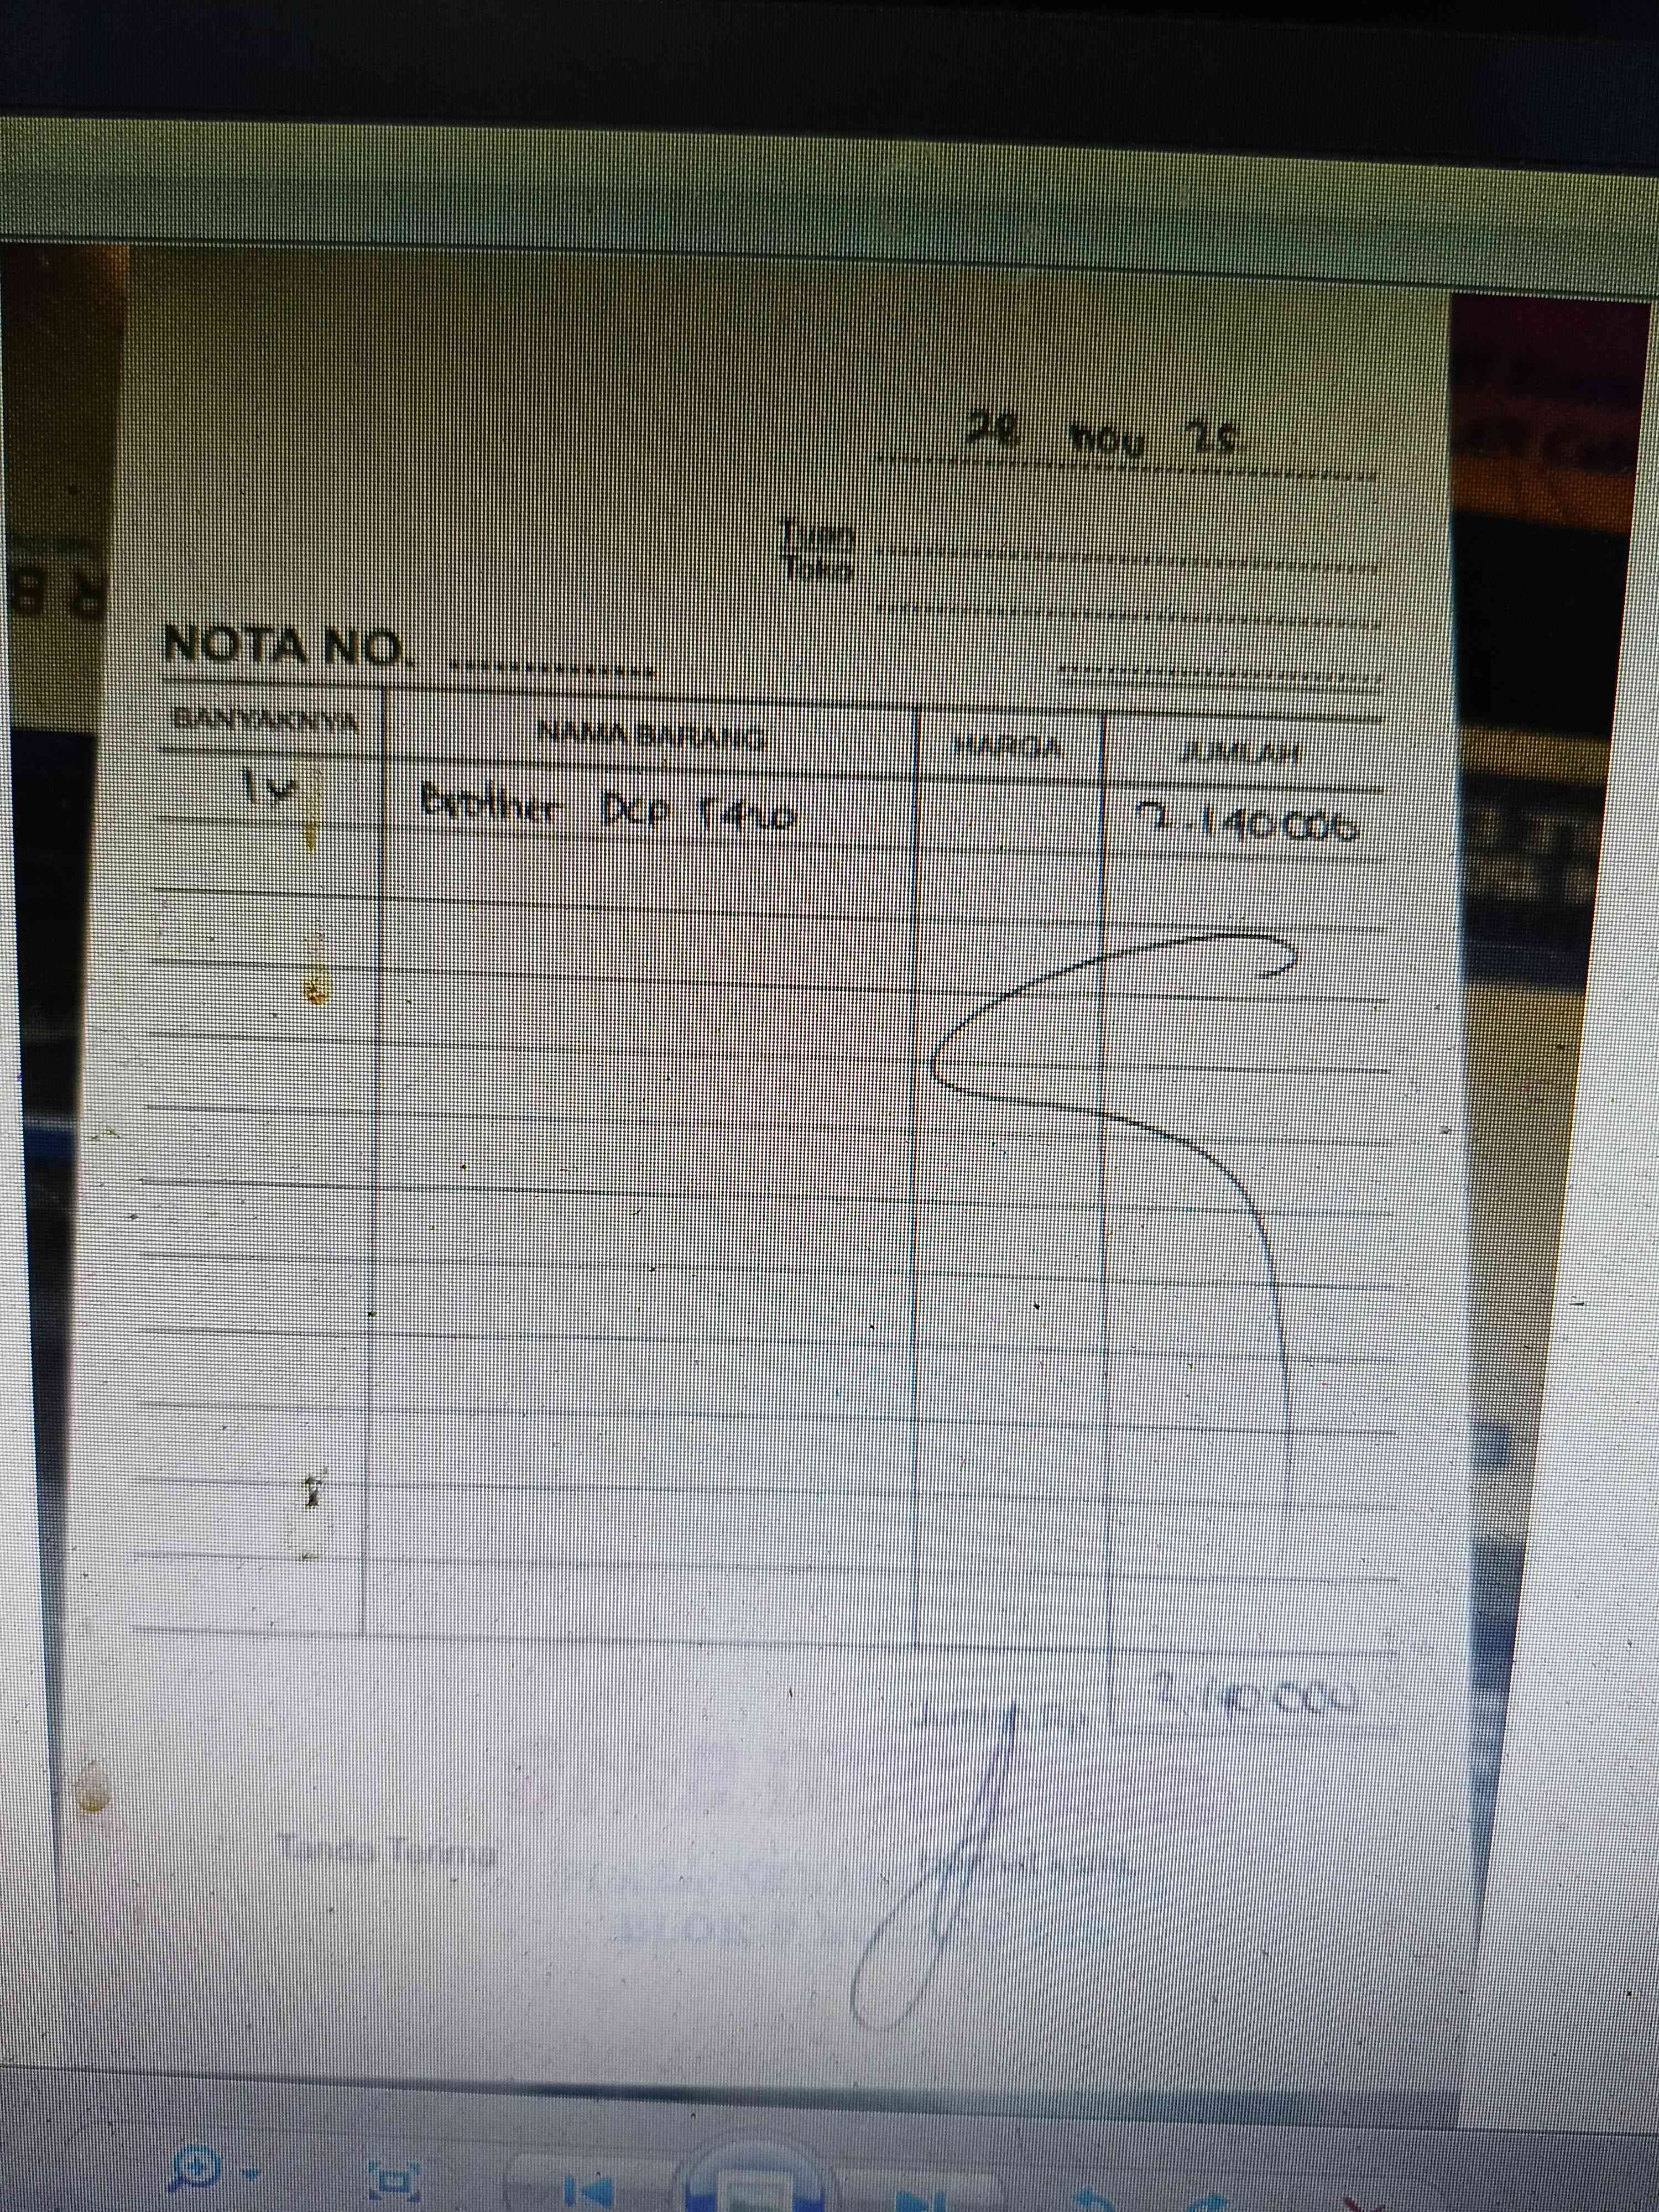 28 nov 25
Tuan
Toko
NOTA NO.
BANYAKNYA NAMA BARANG HARGA JUMLAH
1 Brother DCP T420 2.140000
2.140000
Tanda Terima